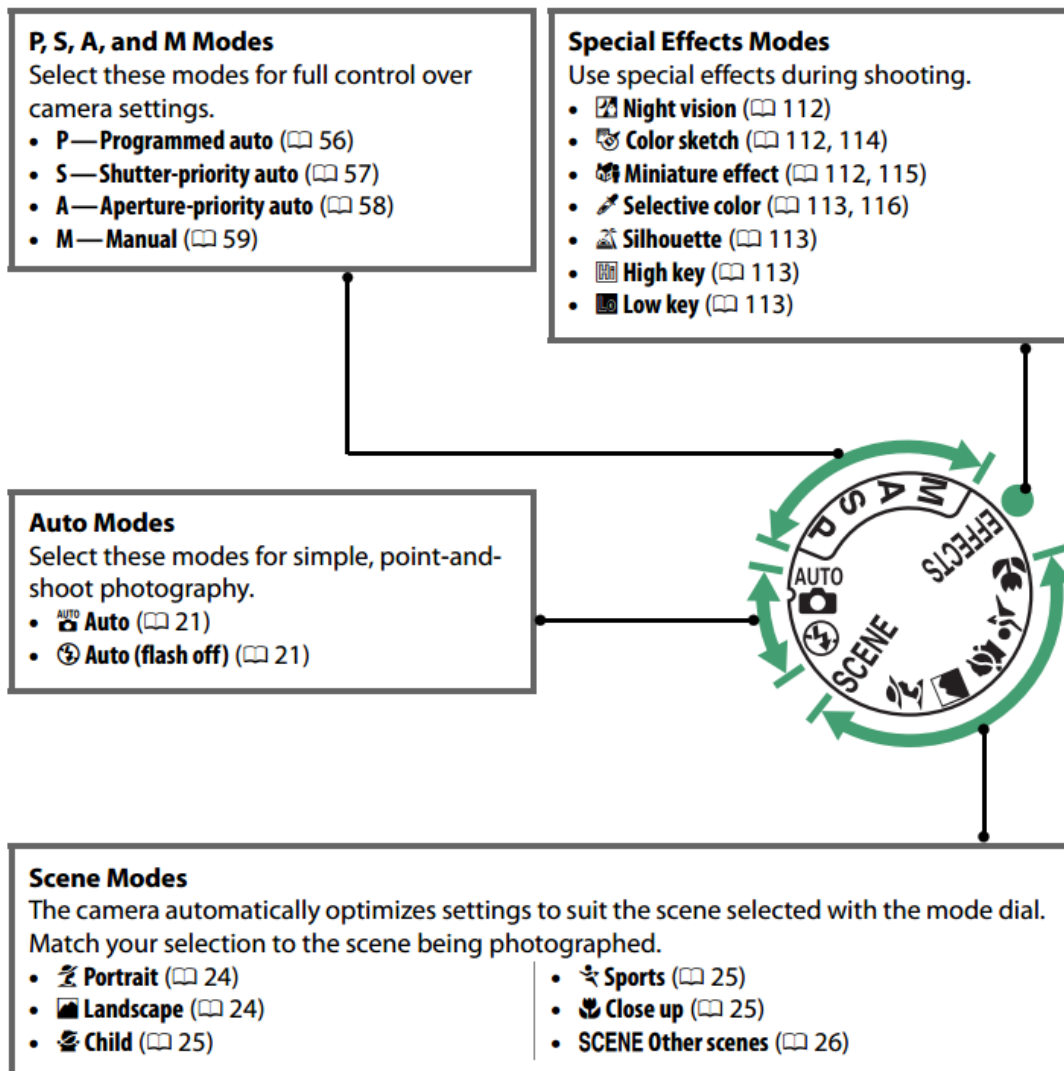 P, S, A, and M Modes
Select these modes for full control over
camera settings.
• P—Programmed auto (📖 56)
• S—Shutter-priority auto (📖 57)
• A—Aperture-priority auto (📖 58)
• M—Manual (📖 59)
Special Effects Modes
Use special effects during shooting.
• Night vision (📖 112)
• Color sketch (📖 112, 114)
• Miniature effect (📖 112, 115)
• Selective color (📖 113, 116)
• Silhouette (📖 113)
• Hi High key (📖 113)
• Lo Low key (📖 113)
Auto Modes
Select these modes for simple, point-and-
shoot photography.
• AUTO Auto (📖 21)
• Auto (flash off) (📖 21)
M
A
S
P
AUTO
SCENE
EFFECTS
Scene Modes
The camera automatically optimizes settings to suit the scene selected with the mode dial.
Match your selection to the scene being photographed.
• Portrait (📖 24)
• Landscape (📖 24)
• Child (📖 25)
• Sports (📖 25)
• Close up (📖 25)
• SCENE Other scenes (📖 26)